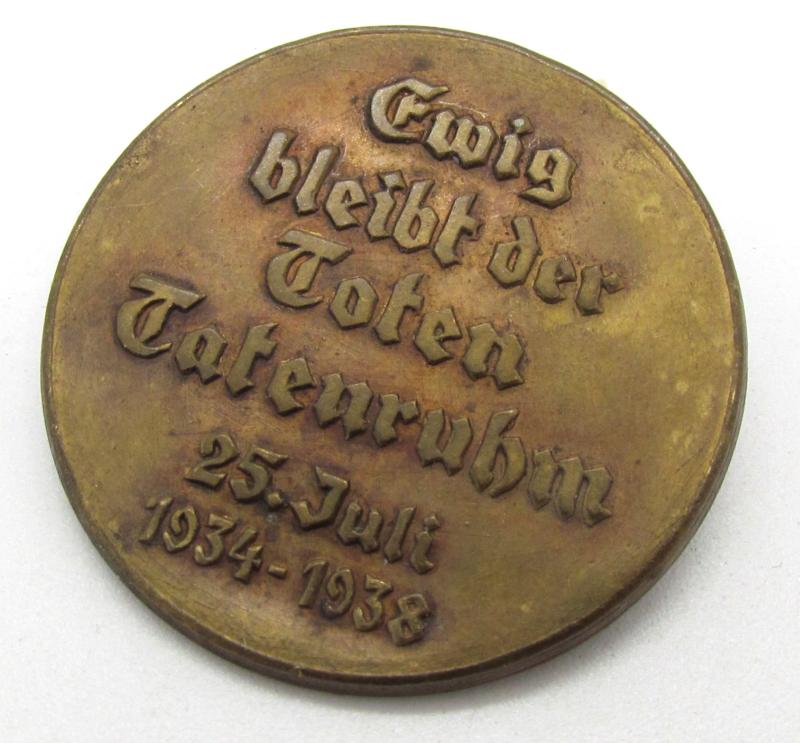 Ewig
bleibt der
Toten
Tatenruhm
25. Juli
1934-1938